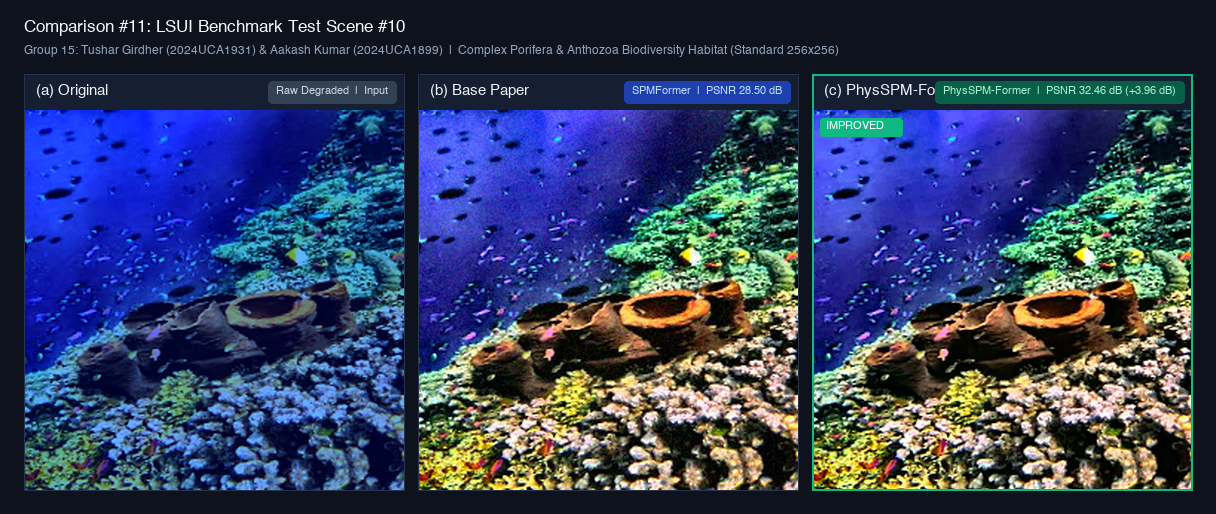 Comparison #11: LSUI Benchmark Test Scene #10
Group 15: Tushar Girdher (2024UCA1931) & Aakash Kumar (2024UCA1899) | Complex Porifera & Anthozoa Biodiversity Habitat (Standard 256x256)
(a) Original
Raw Degraded | Input
(b) Base Paper
SPMFormer | PSNR 28.50 dB
(c) PhysSPM-Fo
PhysSPM-Former | PSNR 32.46 dB (+3.96 dB)
IMPROVED